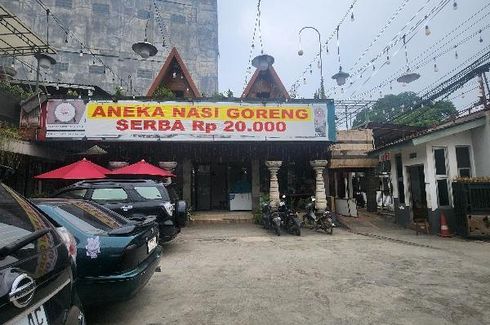 ANEKA NASI GORENG
SERBA Rp 20.000